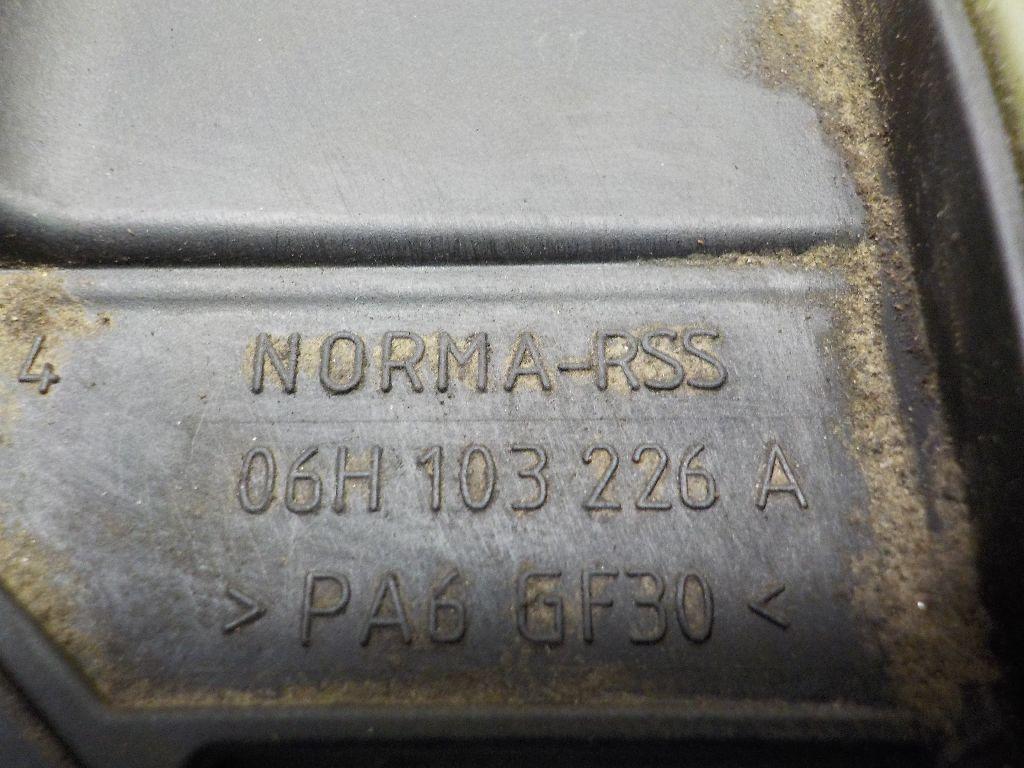 4 NORMA-RSS
06H 103 226 A
> PA6 GF30 <